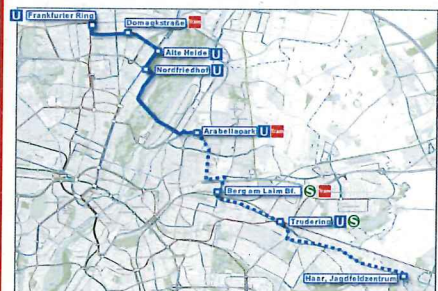 U Frankfurter Ring
Domagkstraße Tram
Alte Heide U
Nordfriedhof U
Arabellapark U Tram
Berg am Laim Bf. S Tram
Trudering U S
Haar, Jagdfeldzentrum